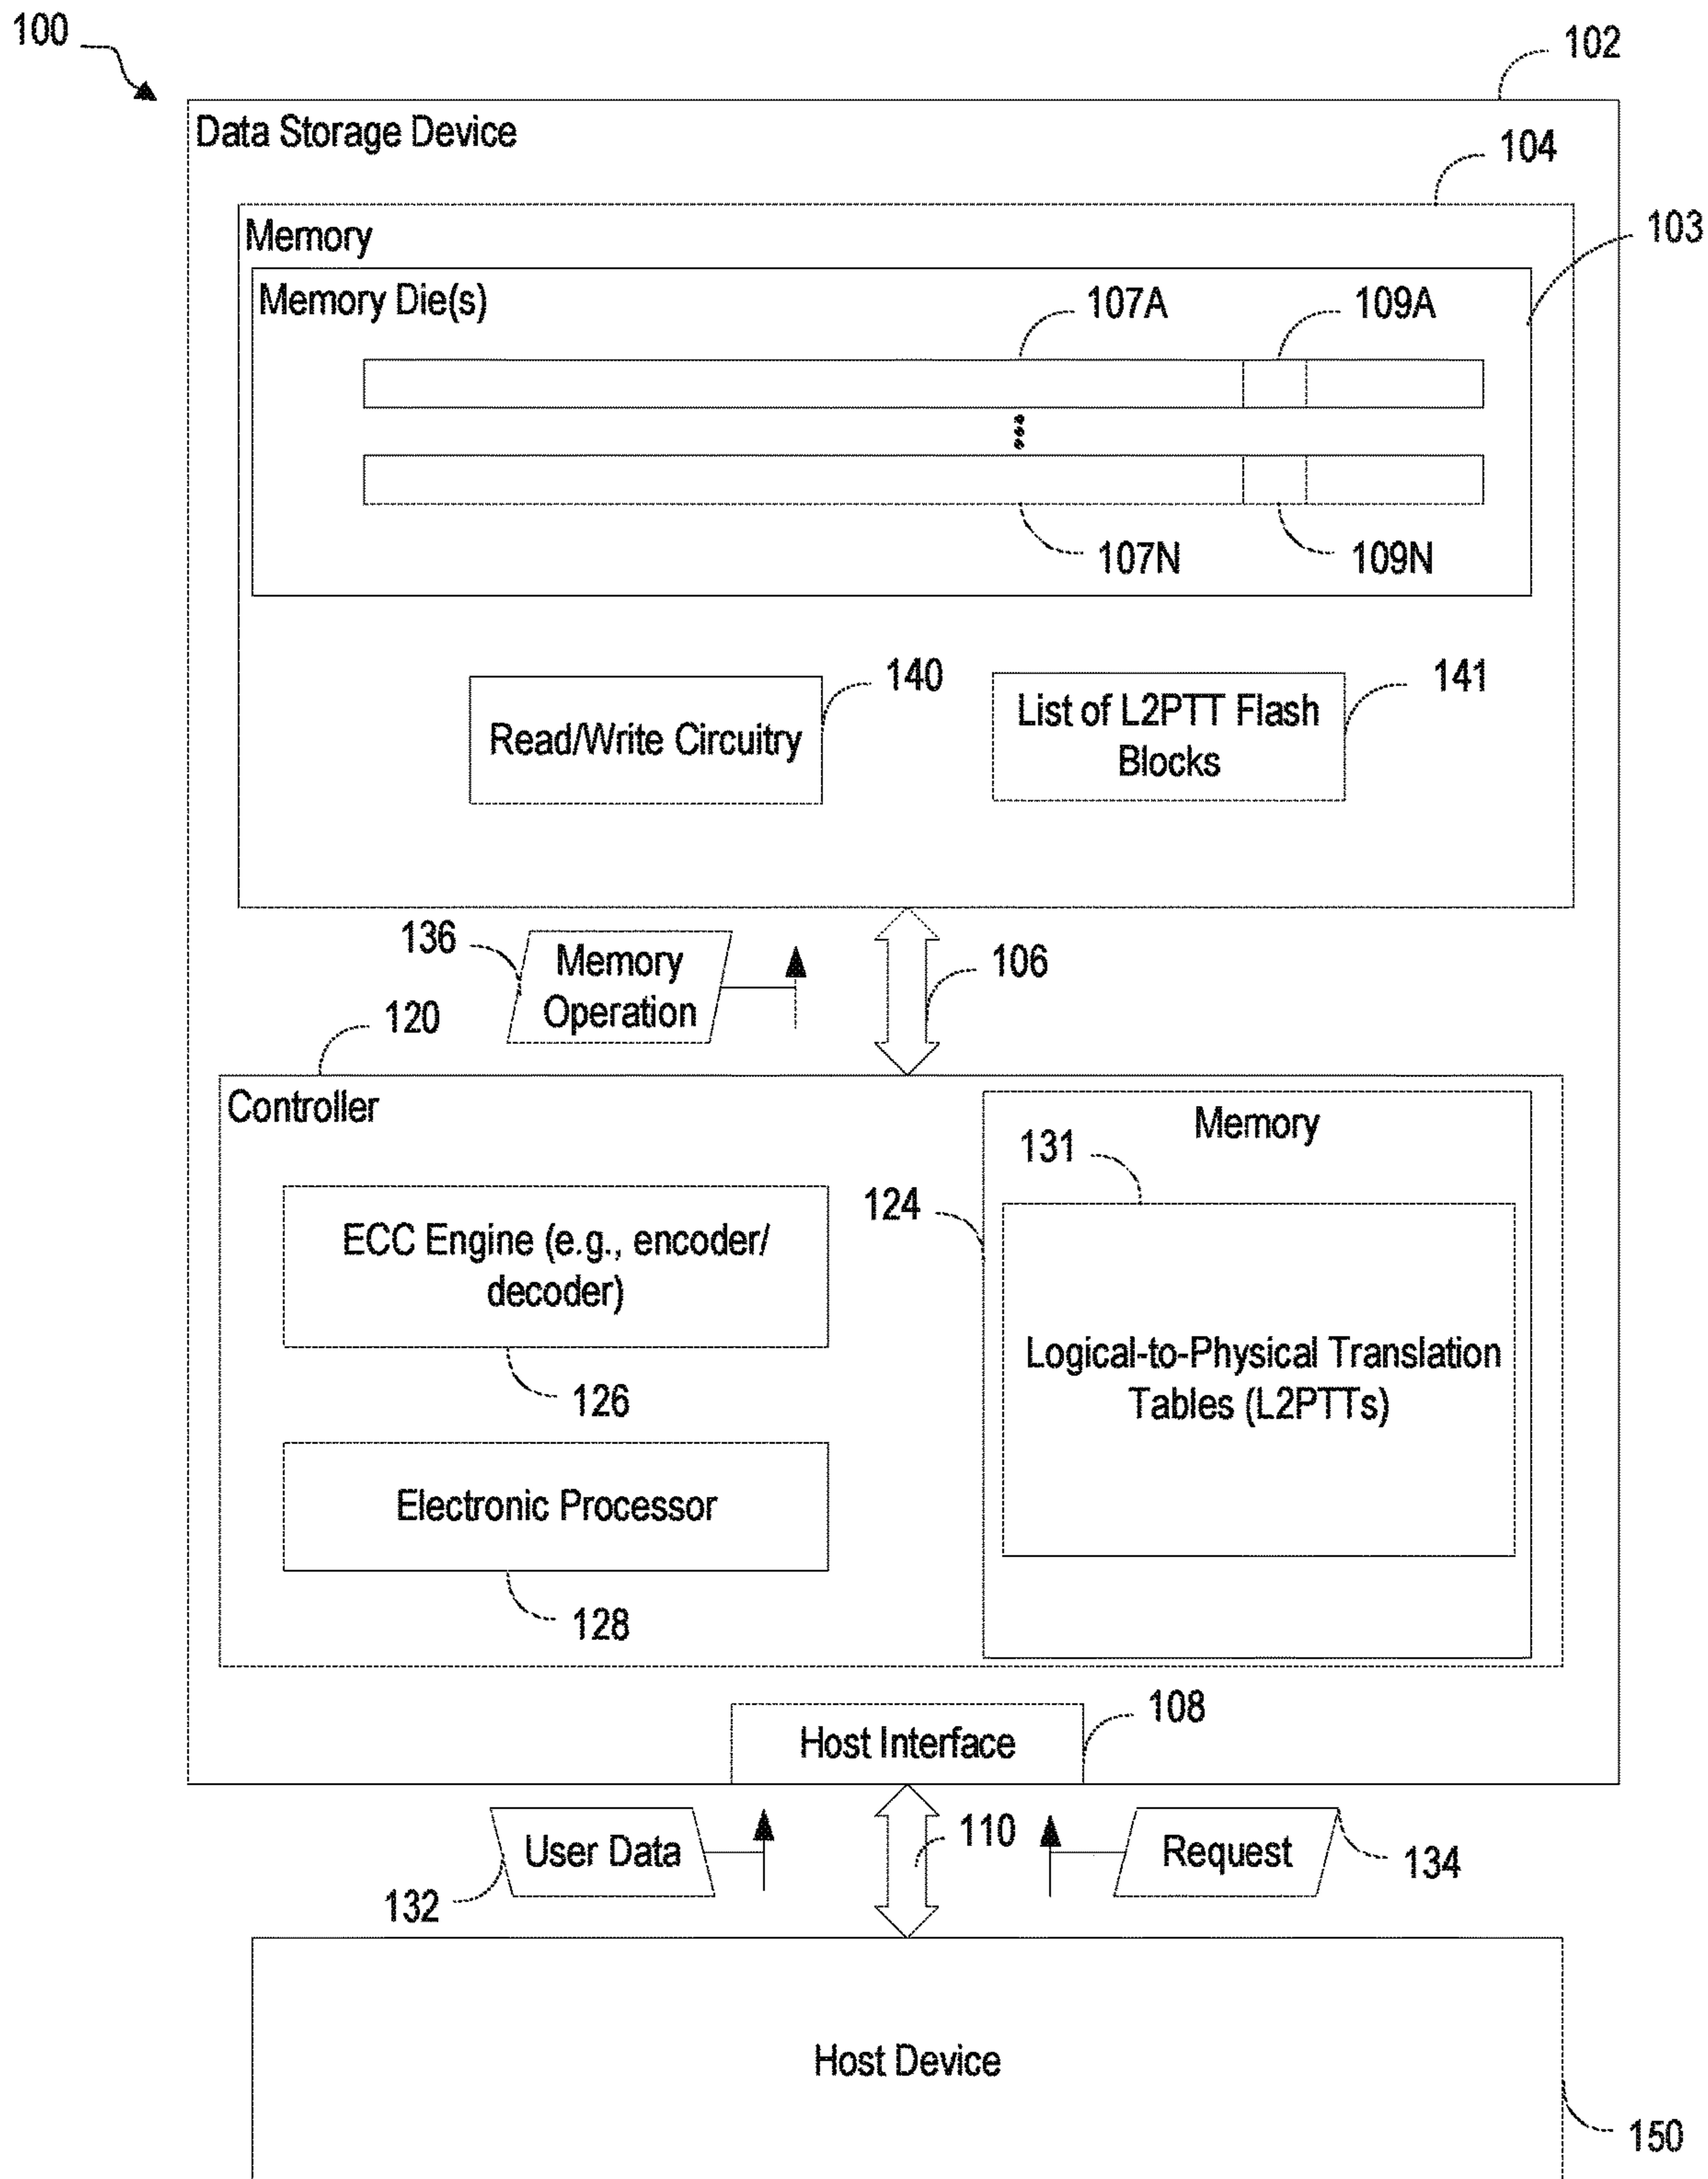 100
102
Data Storage Device
104
Memory
103
Memory Die(s)
107A
109A
107N
109N
140
141
Read/Write Circuitry
List of L2PTT Flash
Blocks
136
Memory
Operation
106
120
Controller
Memory
131
124
ECC Engine (e.g., encoder/
decoder)
Logical-to-Physical Translation
Tables (L2PTTs)
126
Electronic Processor
128
108
Host Interface
User Data
110
Request
132
134
Host Device
150